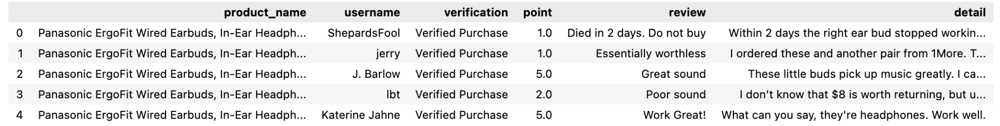 product_name username verification point review detail
0 Panasonic ErgoFit Wired Earbuds, In-Ear Headph... ShepardsFool Verified Purchase 1.0 Died in 2 days. Do not buy Within 2 days the right ear bud stopped workin...
1 Panasonic ErgoFit Wired Earbuds, In-Ear Headph... jerry Verified Purchase 1.0 Essentially worthless I ordered these and another pair from 1More. T...
2 Panasonic ErgoFit Wired Earbuds, In-Ear Headph... J. Barlow Verified Purchase 5.0 Great sound These little buds pick up music greatly. I ca...
3 Panasonic ErgoFit Wired Earbuds, In-Ear Headph... lbt Verified Purchase 2.0 Poor sound I don’t know that $8 is worth returning, but u...
4 Panasonic ErgoFit Wired Earbuds, In-Ear Headph... Katerine Jahne Verified Purchase 5.0 Work Great! What can you say, they're headphones. Work well.